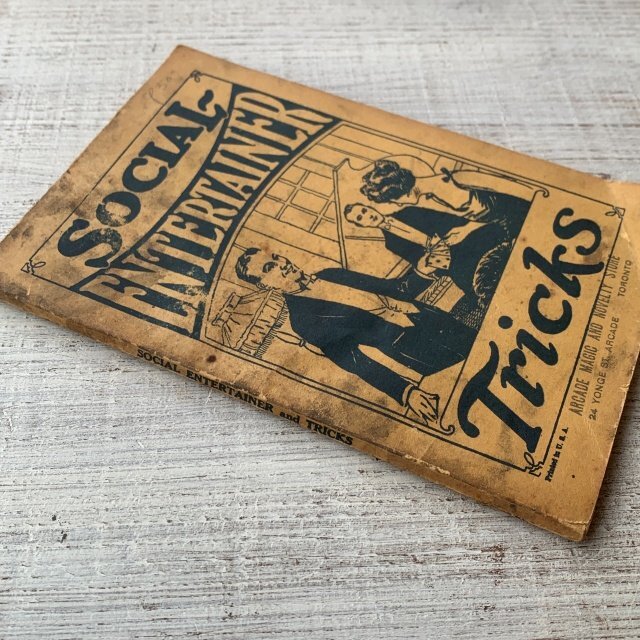 SOCIAL
ENTERTAINER
Tricks
ARCADE MAGIC AND NOVELTY STORE
24 YONGE ST. ARCADE TORONTO
Printed in U. S. A.
SOCIAL ENTERTAINER and TRICKS